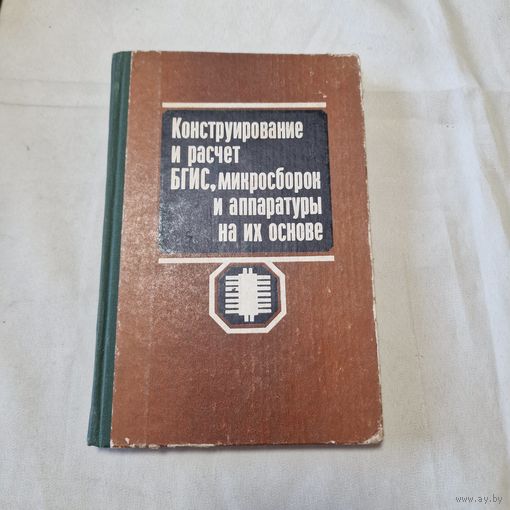 Конструирование
и расчет
БГИС, микросборок
и аппаратуры
на их основе
www.ay.by